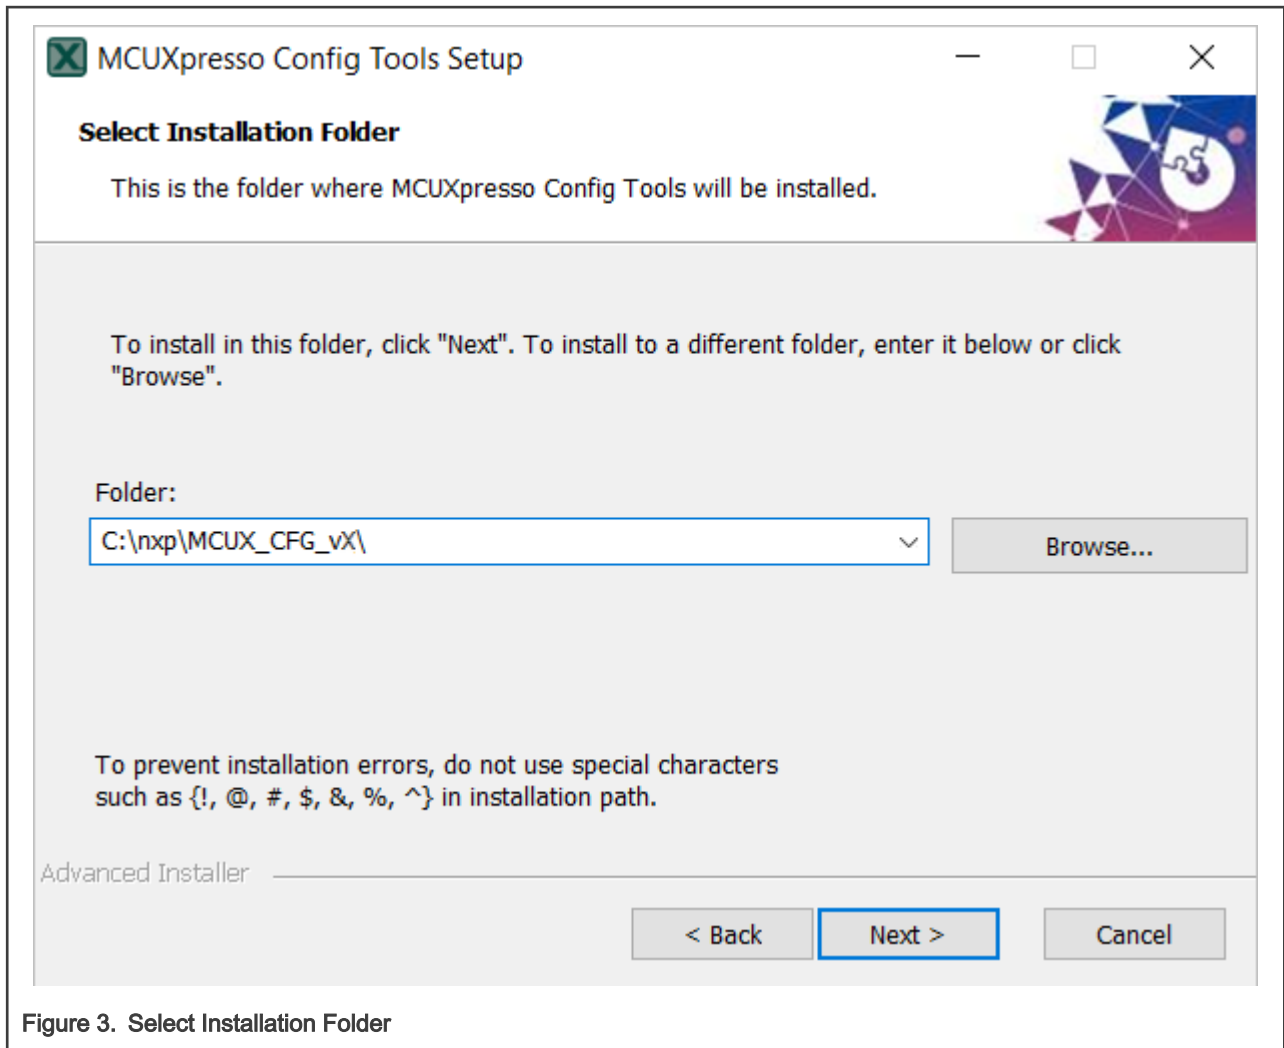 MCUXpresso Config Tools Setup
Select Installation Folder
This is the folder where MCUXpresso Config Tools will be installed.
To install in this folder, click "Next". To install to a different folder, enter it below or click
"Browse".
Folder:
C:\nxp\MCUX_CFG_vX\
Browse...
To prevent installation errors, do not use special characters
such as {!, @, #, $, &, %, ^} in installation path.
Advanced Installer
< Back
Next >
Cancel
Figure 3. Select Installation Folder